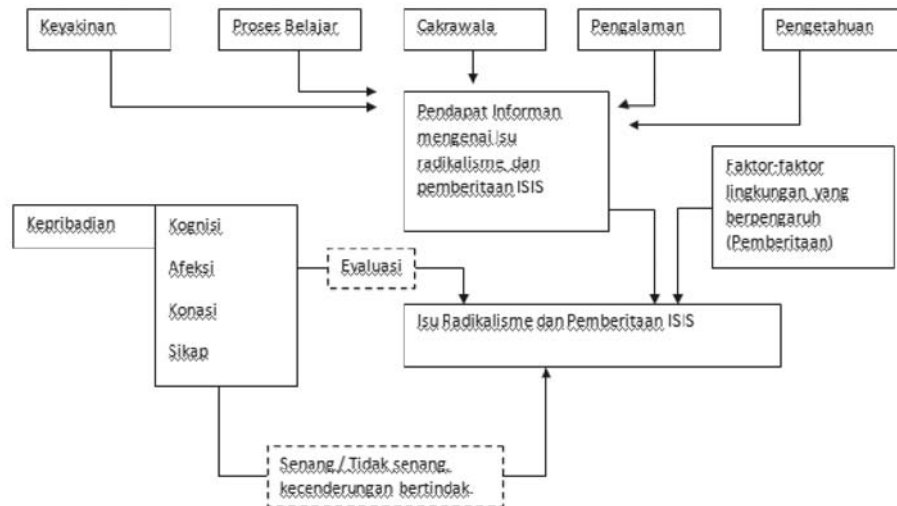 Keyakinan
Proses Belajar
Cakrawala
Pengalaman
Pengetahuan
Pendapat Informan
mengenai Isu
radikalisme dan
pemberitaan ISIS
Faktor-faktor
lingkungan yang
berpengaruh
(Pemberitaan)
Kepribadian
Kognisi
Afeksi
Konasi
Sikap
Evaluasi
Isu Radikalisme dan Pemberitaan ISIS
Senang / Tidak senang,
kecenderungan bertindak.